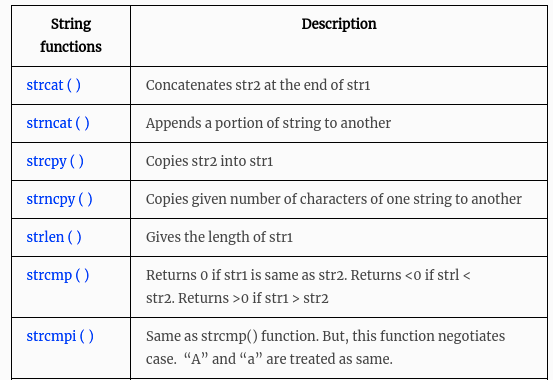 String Description
functions
strcat ( ) Concatenates str2 at the end of str1
strncat ( ) Appends a portion of string to another
strcpy ( ) Copies str2 into str1
strncpy ( ) Copies given number of characters of one string to another
strlen ( ) Gives the length of str1
strcmp ( ) Returns 0 if str1 is same as str2. Returns <0 if strl <
str2. Returns >0 if str1 > str2
strcmpi ( ) Same as strcmp() function. But, this function negotiates
case. “A” and “a” are treated as same.